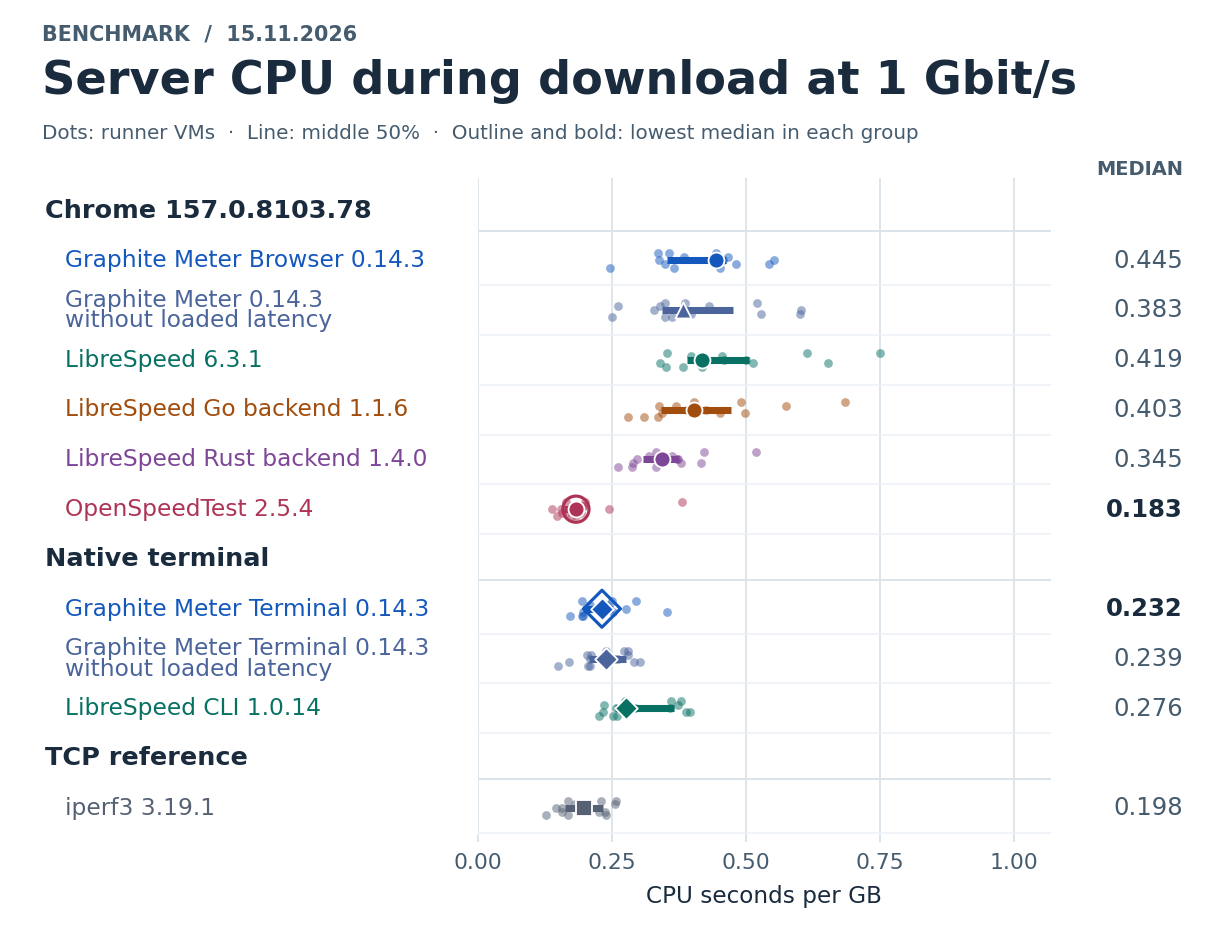 BENCHMARK / 15.11.2026
Server CPU during download at 1 Gbit/s
Dots: runner VMs · Line: middle 50% · Outline and bold: lowest median in each group
MEDIAN
Chrome 157.0.8103.78
Graphite Meter Browser 0.14.3 0.445
Graphite Meter 0.14.3
without loaded latency 0.383
LibreSpeed 6.3.1 0.419
LibreSpeed Go backend 1.1.6 0.403
LibreSpeed Rust backend 1.4.0 0.345
OpenSpeedTest 2.5.4 0.183
Native terminal
Graphite Meter Terminal 0.14.3 0.232
Graphite Meter Terminal 0.14.3
without loaded latency 0.239
LibreSpeed CLI 1.0.14 0.276
TCP reference
iperf3 3.19.1 0.198
0.00 0.25 0.50 0.75 1.00
CPU seconds per GB